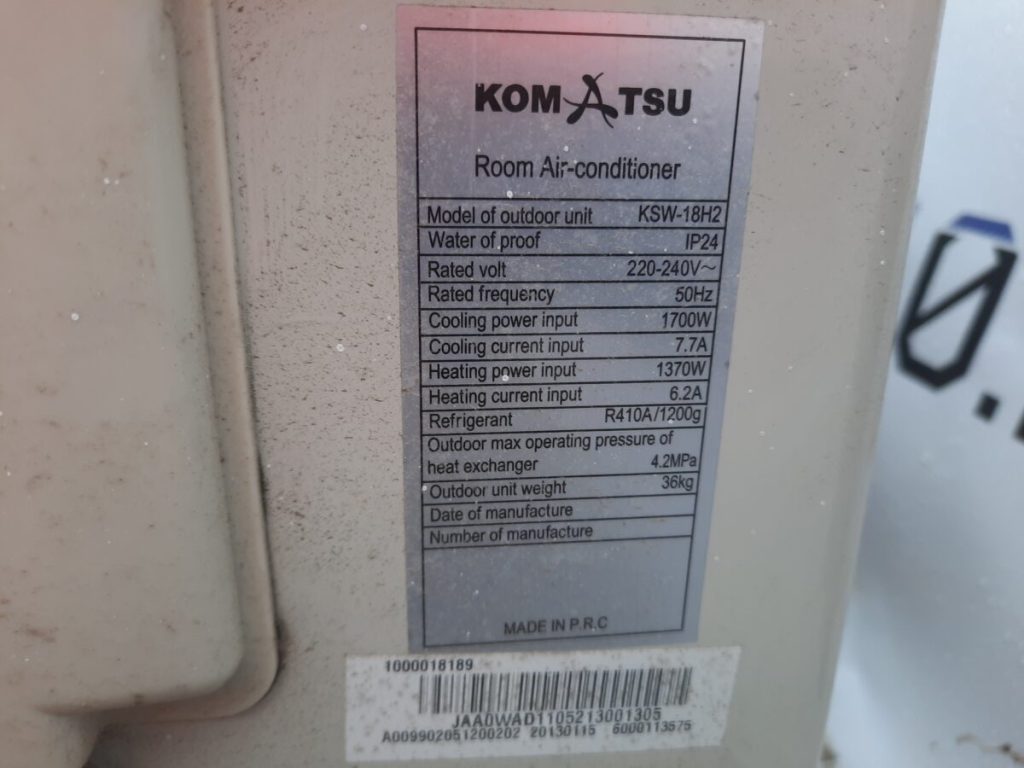 KOMATSU
Room Air-conditioner
Model of outdoor unit KSW-18H2
Water of proof IP24
Rated volt 220-240V~
Rated frequency 50Hz
Cooling power input 1700W
Cooling current input 7.7A
Heating power input 1370W
Heating current input 6.2A
Refrigerant R410A/1200g
Outdoor max operating pressure of
heat exchanger 4.2MPa
Outdoor unit weight 36kg
Date of manufacture
Number of manufacture
MADE IN P.R.C
1000018189
JAA0WAD1105213001305
A009902051200202 20130115 6000113575